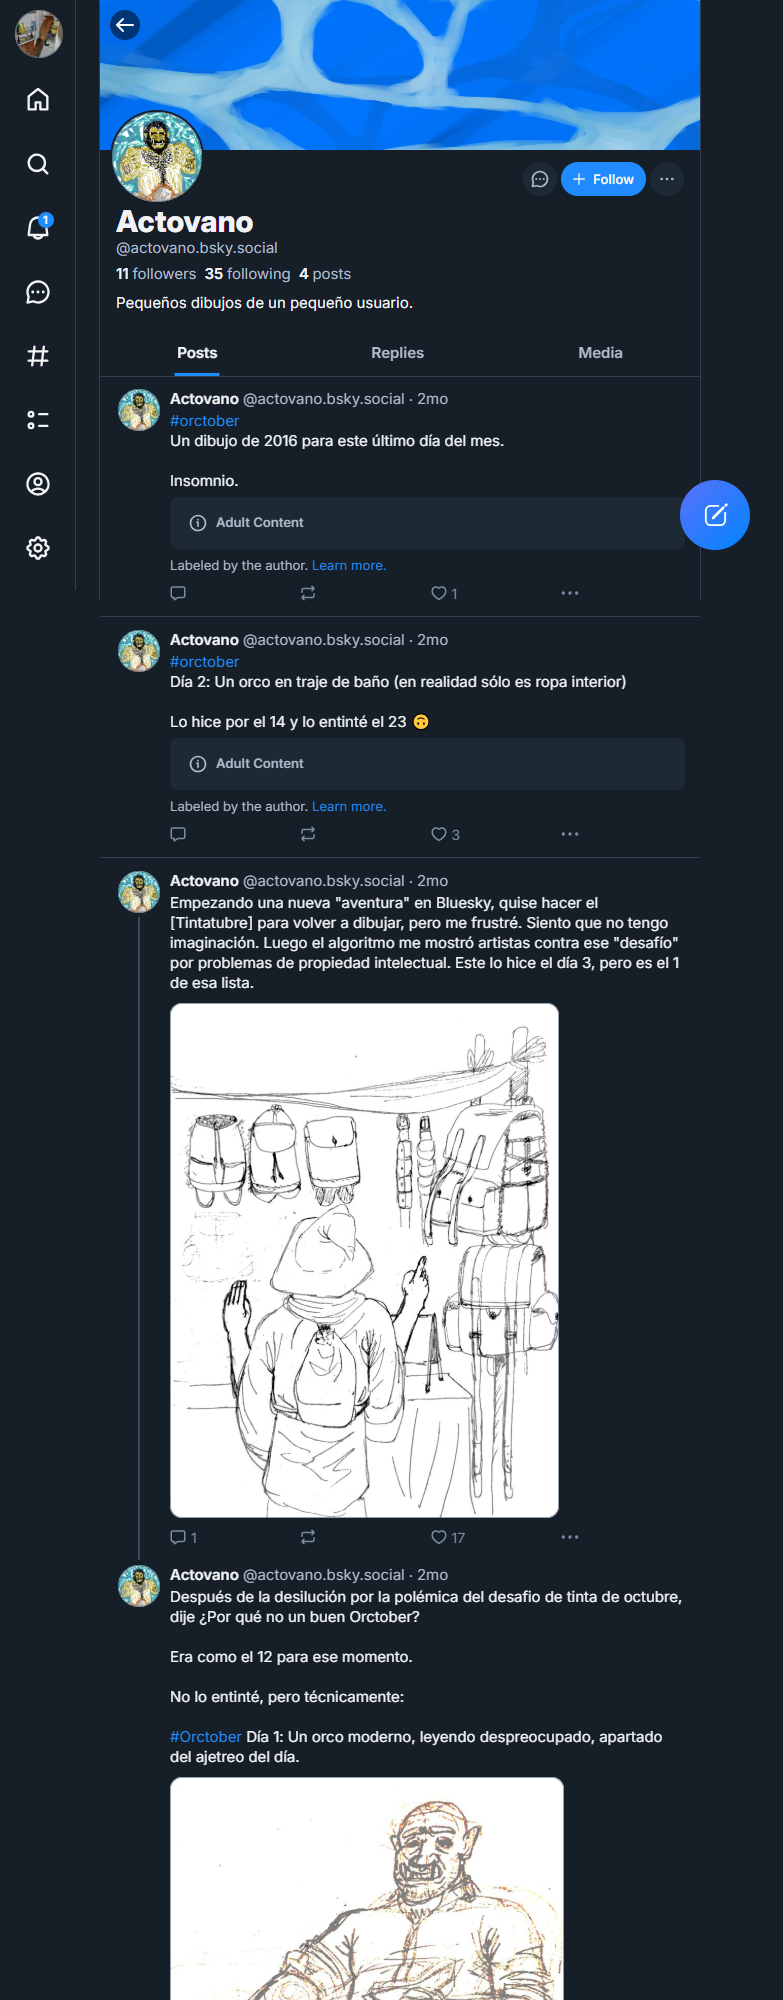 1
Follow
Actovano
@actovano.bsky.social
11 followers 35 following 4 posts
Pequeños dibujos de un pequeño usuario.
Posts Replies Media
Actovano @actovano.bsky.social · 2mo
#orctober
Un dibujo de 2016 para este último día del mes.
Insomnio.
Adult Content
Labeled by the author. Learn more.
1
Actovano @actovano.bsky.social · 2mo
#orctober
Día 2: Un orco en traje de baño (en realidad sólo es ropa interior)
Lo hice por el 14 y lo entinté el 23 🙃
Adult Content
Labeled by the author. Learn more.
3
Actovano @actovano.bsky.social · 2mo
Empezando una nueva "aventura" en Bluesky, quise hacer el
[Tintatubre] para volver a dibujar, pero me frustré. Siento que no tengo
imaginación. Luego el algoritmo me mostró artistas contra ese "desafío"
por problemas de propiedad intelectual. Este lo hice el día 3, pero es el 1
de esa lista.
1 17
Actovano @actovano.bsky.social · 2mo
Después de la desilución por la polémica del desafio de tinta de octubre,
dije ¿Por qué no un buen Orctober?
Era como el 12 para ese momento.
No lo entinté, pero técnicamente:
#Orctober Día 1: Un orco moderno, leyendo despreocupado, apartado
del ajetreo del día.